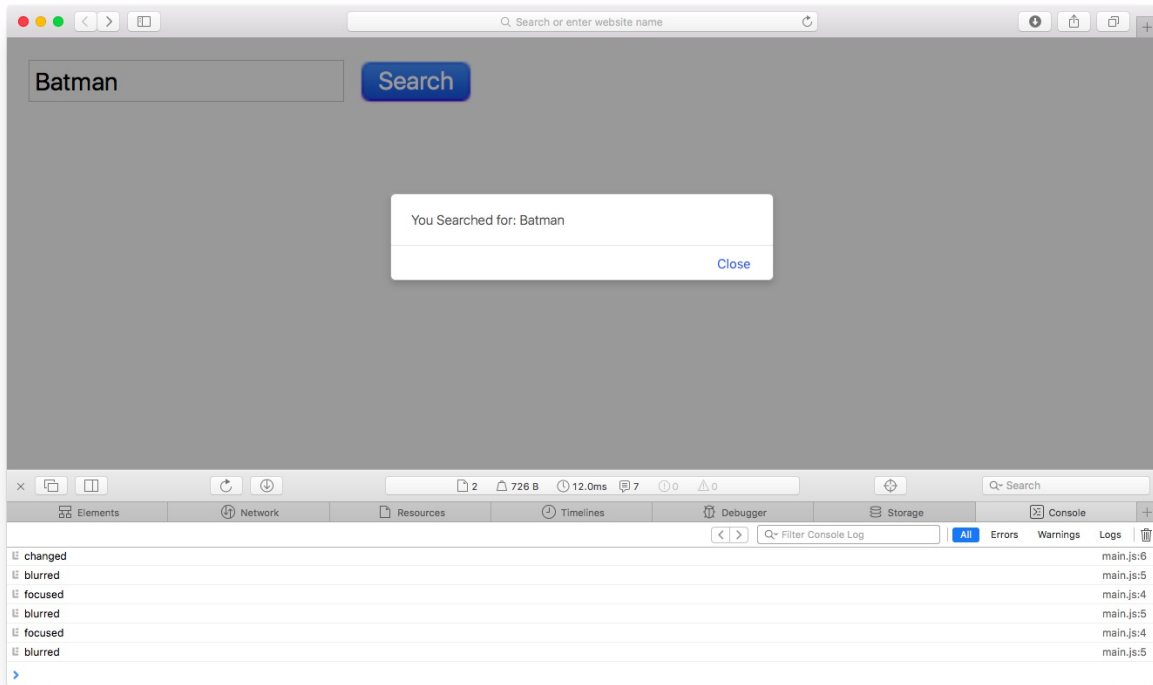 Search or enter website name
Batman Search
You Searched for: Batman
Close
2 726 B 12.0ms 7 0 0 Search
Elements Network Resources Timelines Debugger Storage Console
Filter Console Log All Errors Warnings Logs
changed main.js:6
blurred main.js:5
focused main.js:4
blurred main.js:5
focused main.js:4
blurred main.js:5